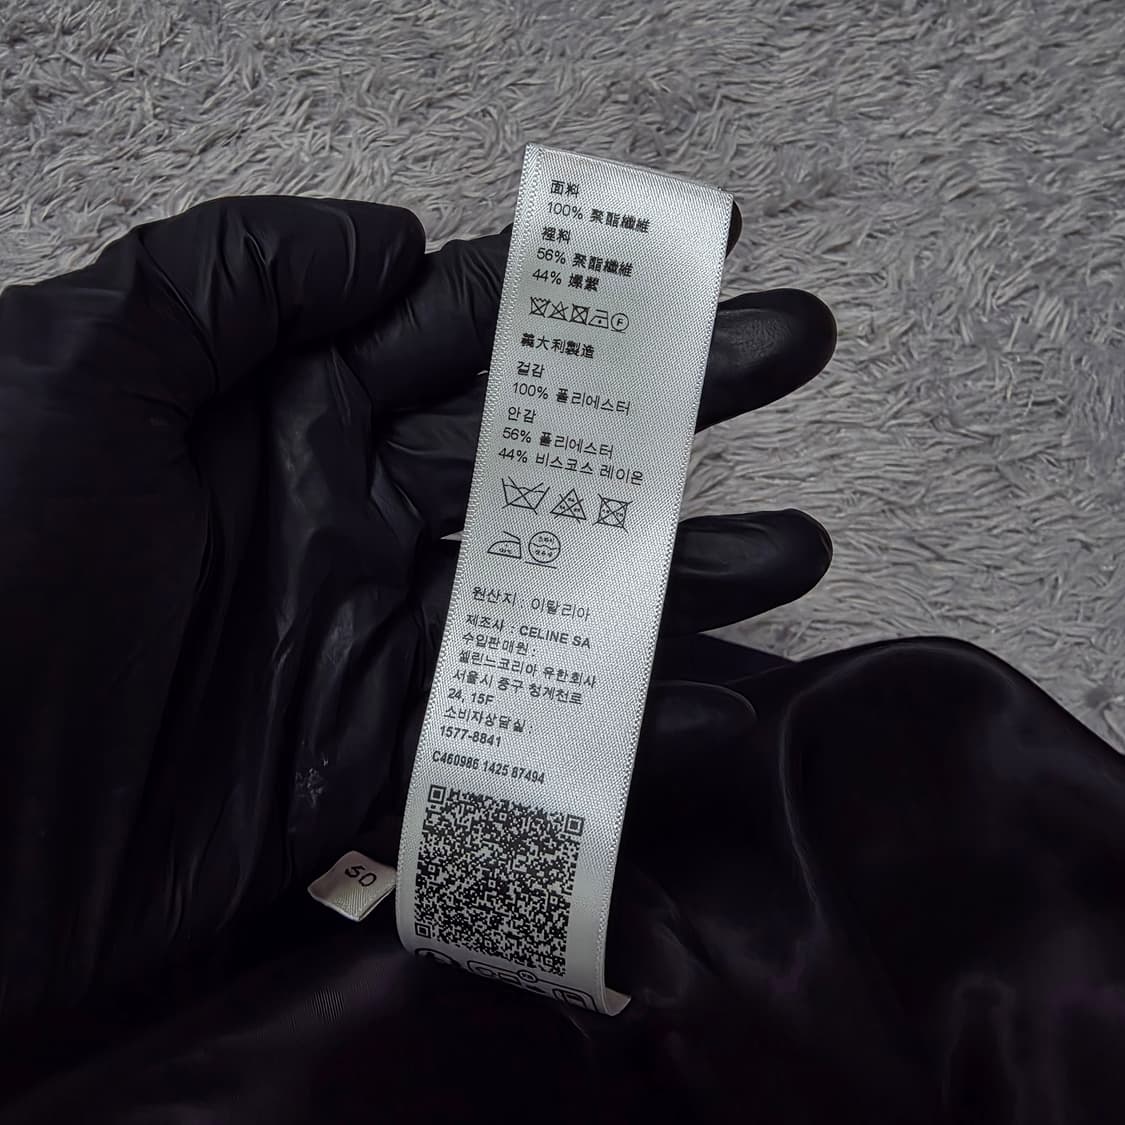 面料
100% 聚酯纖維
裡料
56% 聚酯纖維
44% 嫘縈
F
義大利製造
겉감
100% 폴리에스터
안감
56% 폴리에스터
44% 비스코스 레이온
원산지 : 이탈리아
제조사 : CELINE SA
수입판매원 :
셀린느코리아 유한회사
서울시 중구 청계천로
24, 15F
소비자상담실 :
1577-8841
C460986 1425 87494
50